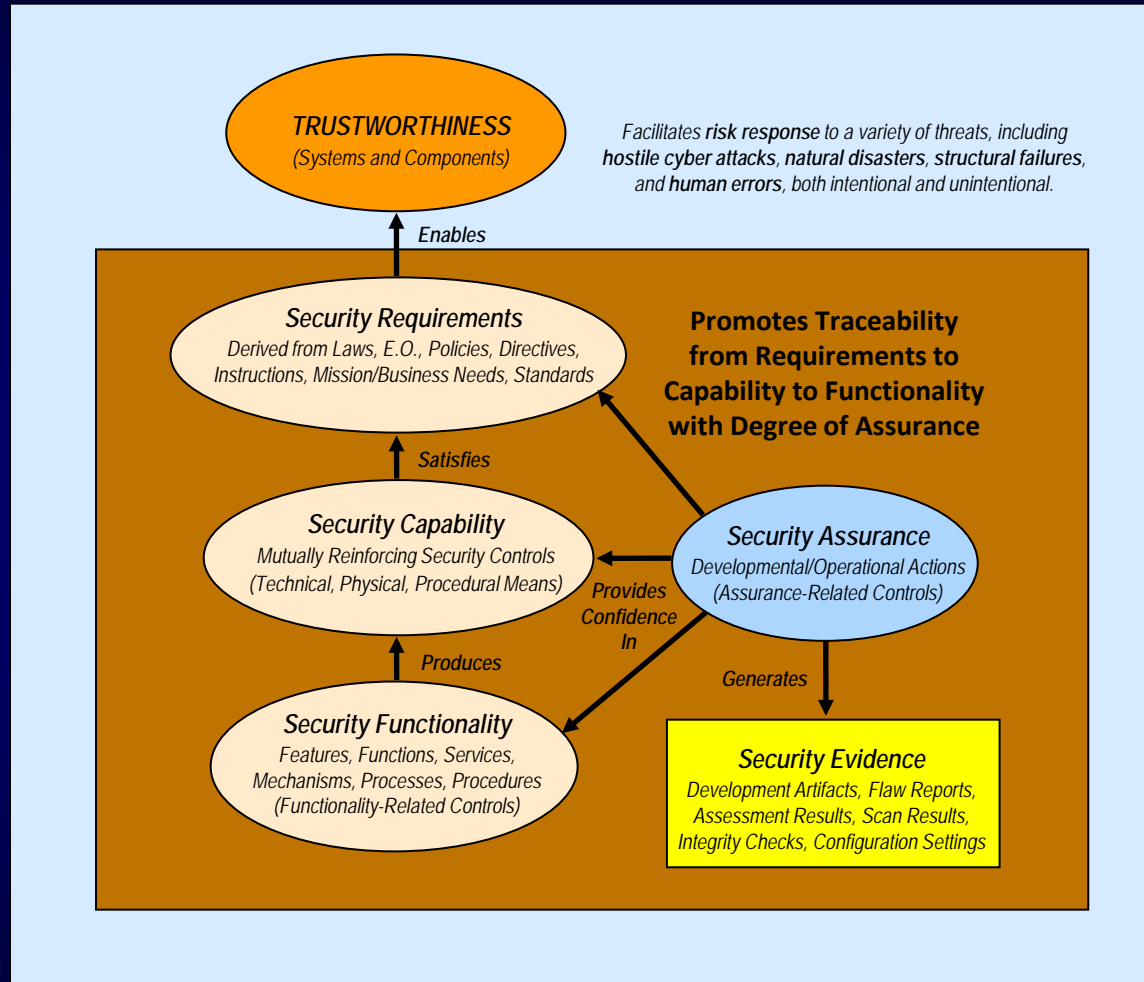 TRUSTWORTHINESS
(Systems and Components)
Facilitates risk response to a variety of threats, including
hostile cyber attacks, natural disasters, structural failures,
and human errors, both intentional and unintentional.
Enables
Security Requirements
Derived from Laws, E.O., Policies, Directives,
Instructions, Mission/Business Needs, Standards
Promotes Traceability
from Requirements to
Capability to Functionality
with Degree of Assurance
Satisfies
Security Capability
Mutually Reinforcing Security Controls
(Technical, Physical, Procedural Means)
Security Assurance
Developmental/Operational Actions
(Assurance-Related Controls)
Provides
Confidence
In
Produces
Generates
Security Functionality
Features, Functions, Services,
Mechanisms, Processes, Procedures
(Functionality-Related Controls)
Security Evidence
Development Artifacts, Flaw Reports,
Assessment Results, Scan Results,
Integrity Checks, Configuration Settings